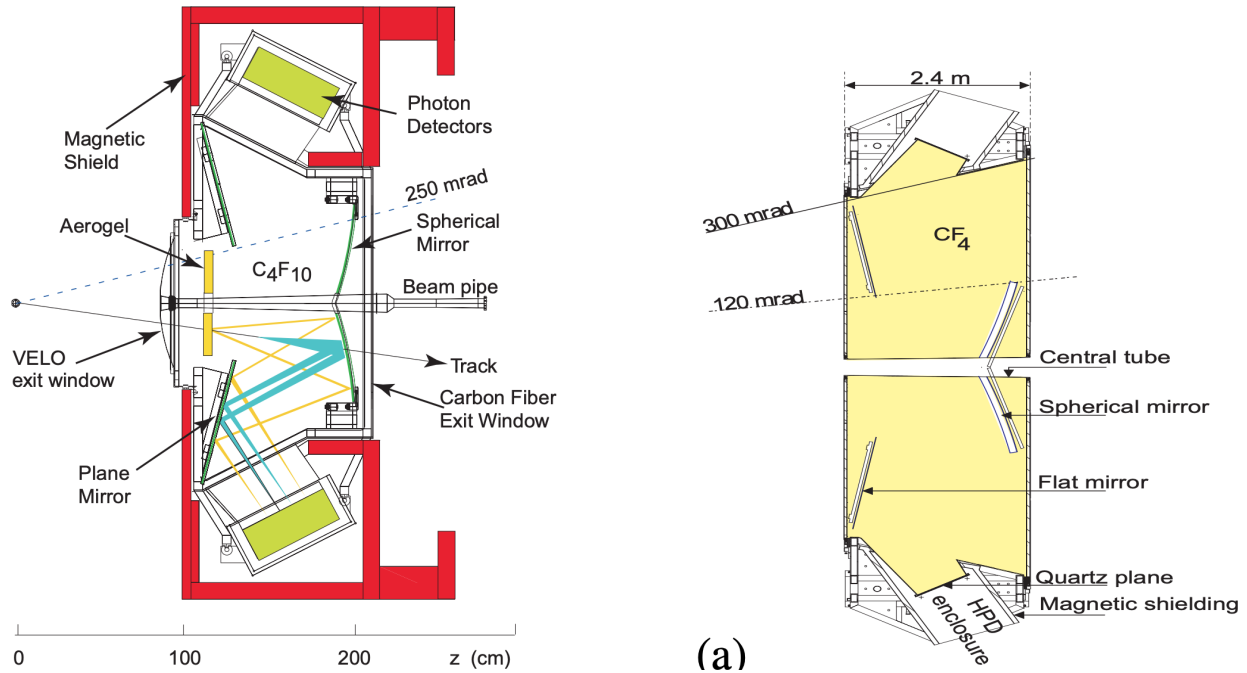 Magnetic
Shield
Photon
Detectors
250 mrad
Aerogel
Spherical
Mirror
C4F10
Beam pipe
VELO
exit window
Track
Carbon Fiber
Exit Window
Plane
Mirror
0
100
200
z (cm)
2.4 m
300 mrad
CF4
120 mrad
Central tube
Spherical mirror
Flat mirror
Quartz plane
Magnetic shielding
HPD
enclosure
(a)